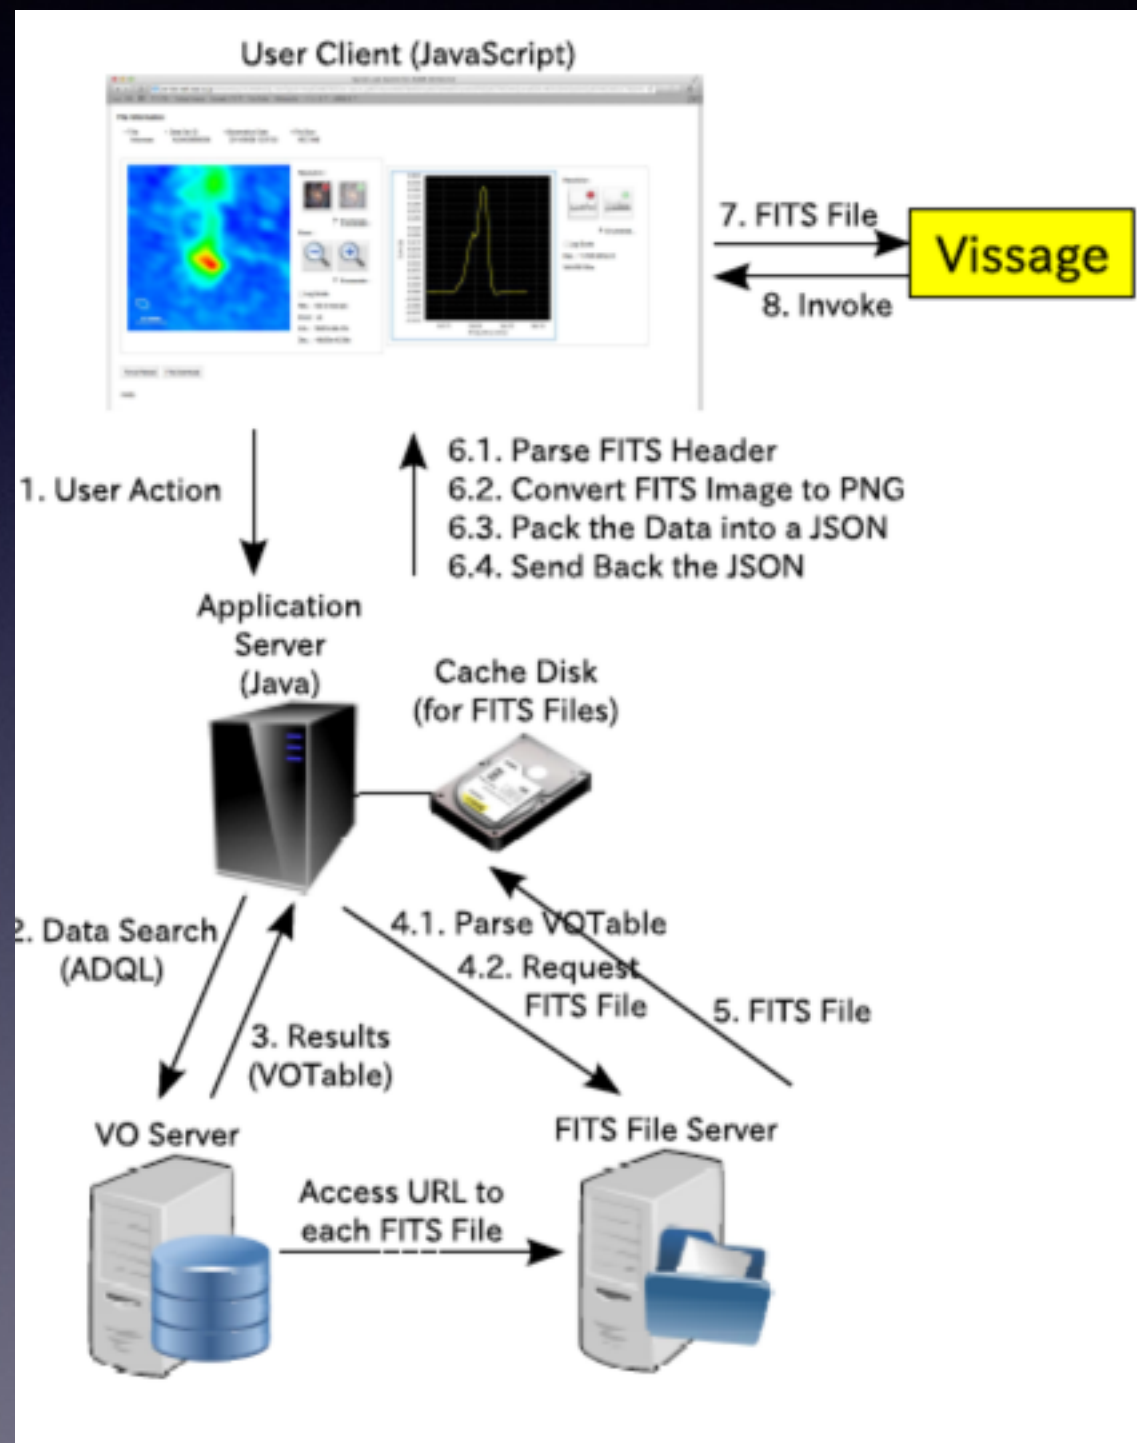 User Client (JavaScript)
7. FITS File
Vissage
8. Invoke
1. User Action
6.1. Parse FITS Header
6.2. Convert FITS Image to PNG
6.3. Pack the Data into a JSON
6.4. Send Back the JSON
Application
Server
(Java)
Cache Disk
(for FITS Files)
2. Data Search
(ADQL)
3. Results
(VOTable)
4.1. Parse VOTable
4.2. Request
FITS File
5. FITS File
VO Server
FITS File Server
Access URL to
each FITS File